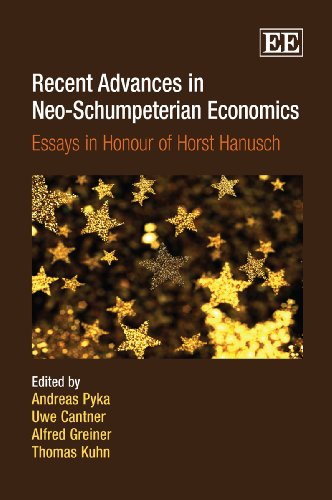 EE
Recent Advances in
Neo-Schumpeterian Economics
Essays in Honour of Horst Hanusch
Edited by
Andreas Pyka
Uwe Cantner
Alfred Greiner
Thomas Kuhn